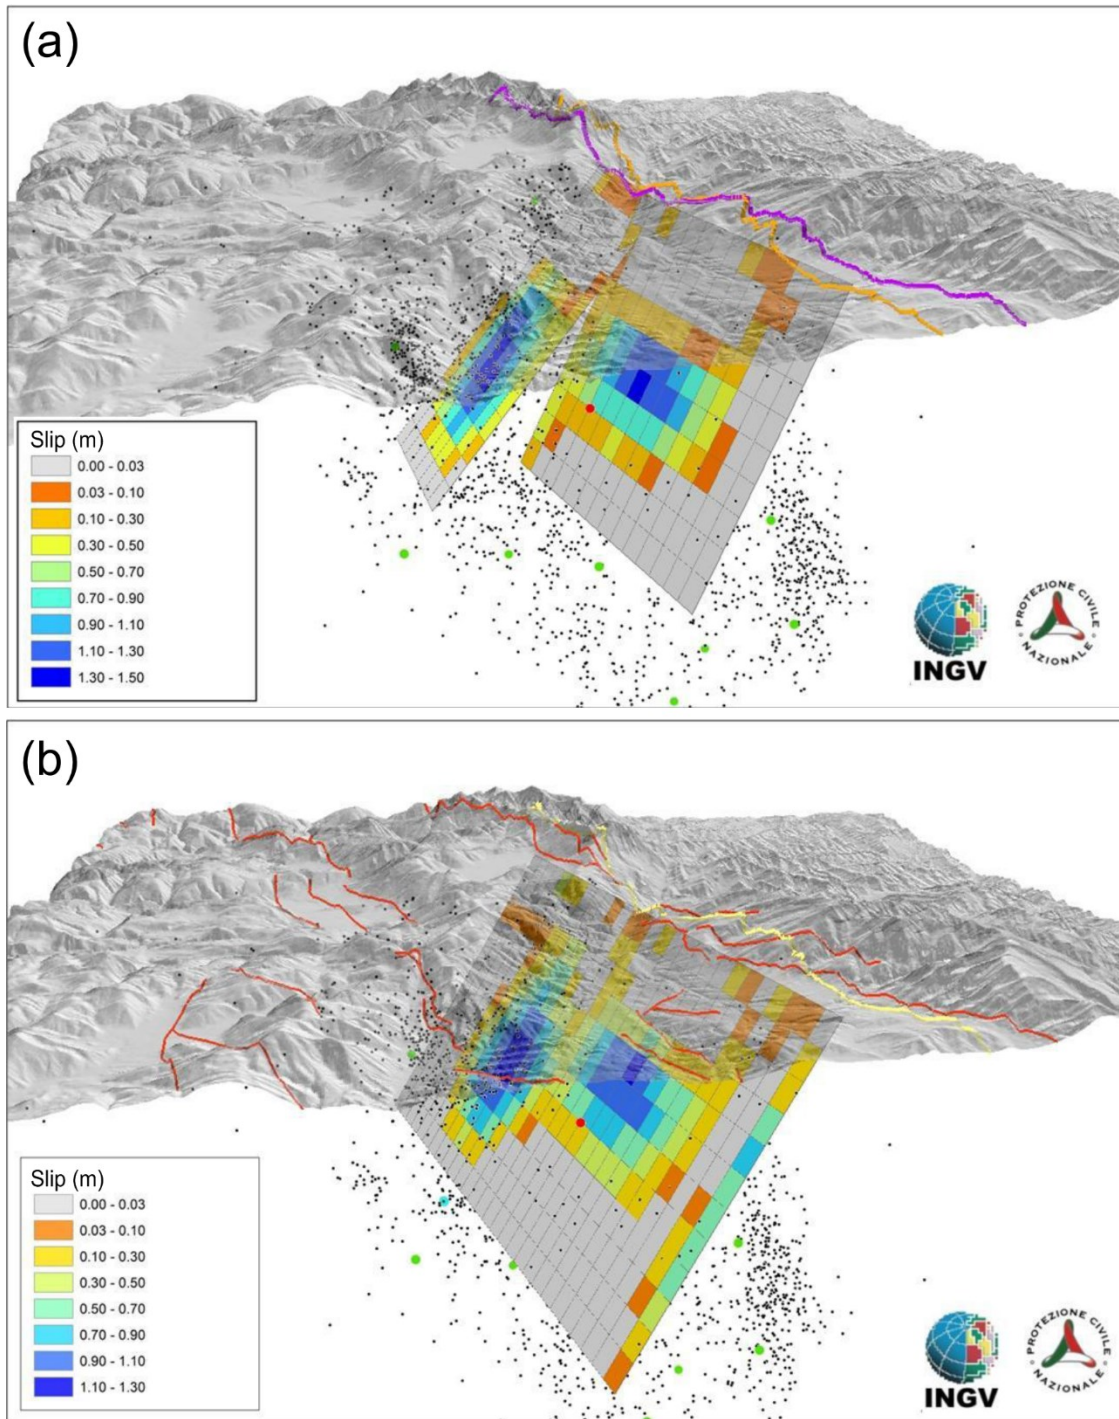 (a)
Slip (m)
0.00 - 0.03
0.03 - 0.10
0.10 - 0.30
0.30 - 0.50
0.50 - 0.70
0.70 - 0.90
0.90 - 1.10
1.10 - 1.30
1.30 - 1.50
INGV
PROTEZIONE CIVILE
NAZIONALE
(b)
Slip (m)
0.00 - 0.03
0.03 - 0.10
0.10 - 0.30
0.30 - 0.50
0.50 - 0.70
0.70 - 0.90
0.90 - 1.10
1.10 - 1.30
INGV
PROTEZIONE CIVILE
NAZIONALE